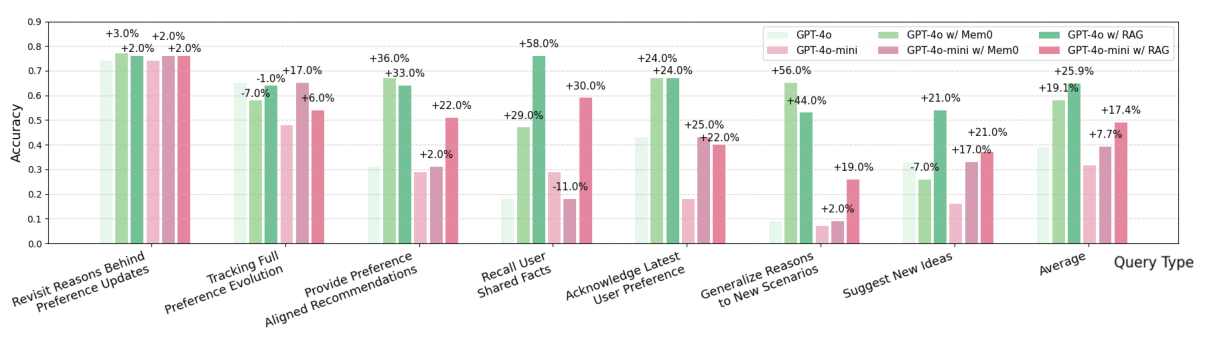 0.9
0.8
0.7
0.6
0.5
0.4
0.3
0.2
0.1
0.0
Accuracy
GPT-4o
GPT-4o-mini
GPT-4o w/ Mem0
GPT-4o-mini w/ Mem0
GPT-4o w/ RAG
GPT-4o-mini w/ RAG
+3.0%
+2.0%
+2.0%
+2.0%
-7.0%
-1.0%
+17.0%
+6.0%
+36.0%
+33.0%
+2.0%
+22.0%
+29.0%
+58.0%
-11.0%
+30.0%
+24.0%
+24.0%
+25.0%
+22.0%
+56.0%
+44.0%
+2.0%
+19.0%
-7.0%
+21.0%
+17.0%
+21.0%
+19.1%
+25.9%
+7.7%
+17.4%
Revisit Reasons Behind
Preference Updates
Tracking Full
Preference Evolution
Provide Preference
Aligned Recommendations
Recall User
Shared Facts
Acknowledge Latest
User Preference
Generalize Reasons
to New Scenarios
Suggest New Ideas
Average
Query Type